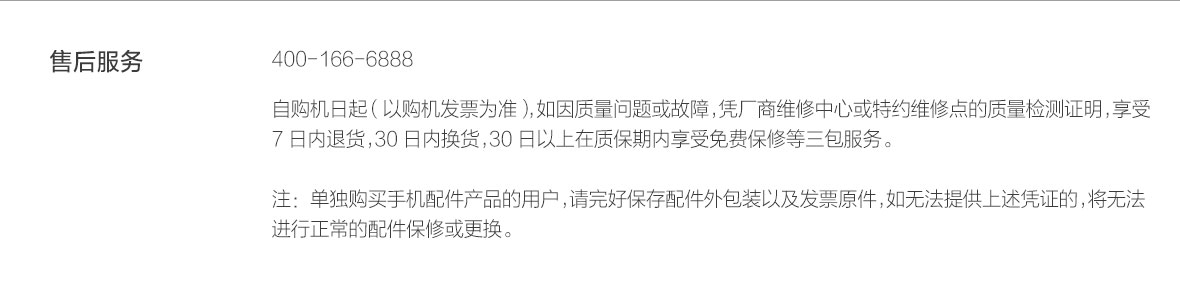 售后服务
400-166-6888
自购机日起（以购机发票为准），如因质量问题或故障，凭厂商维修中心或特约维修点的质量检测证明，享受
7 日内退货，30 日内换货，30 日以上在质保期内享受免费保修等三包服务。
注：单独购买手机配件产品的用户，请完好保存配件外包装以及发票原件，如无法提供上述凭证的，将无法
进行正常的配件保修或更换。